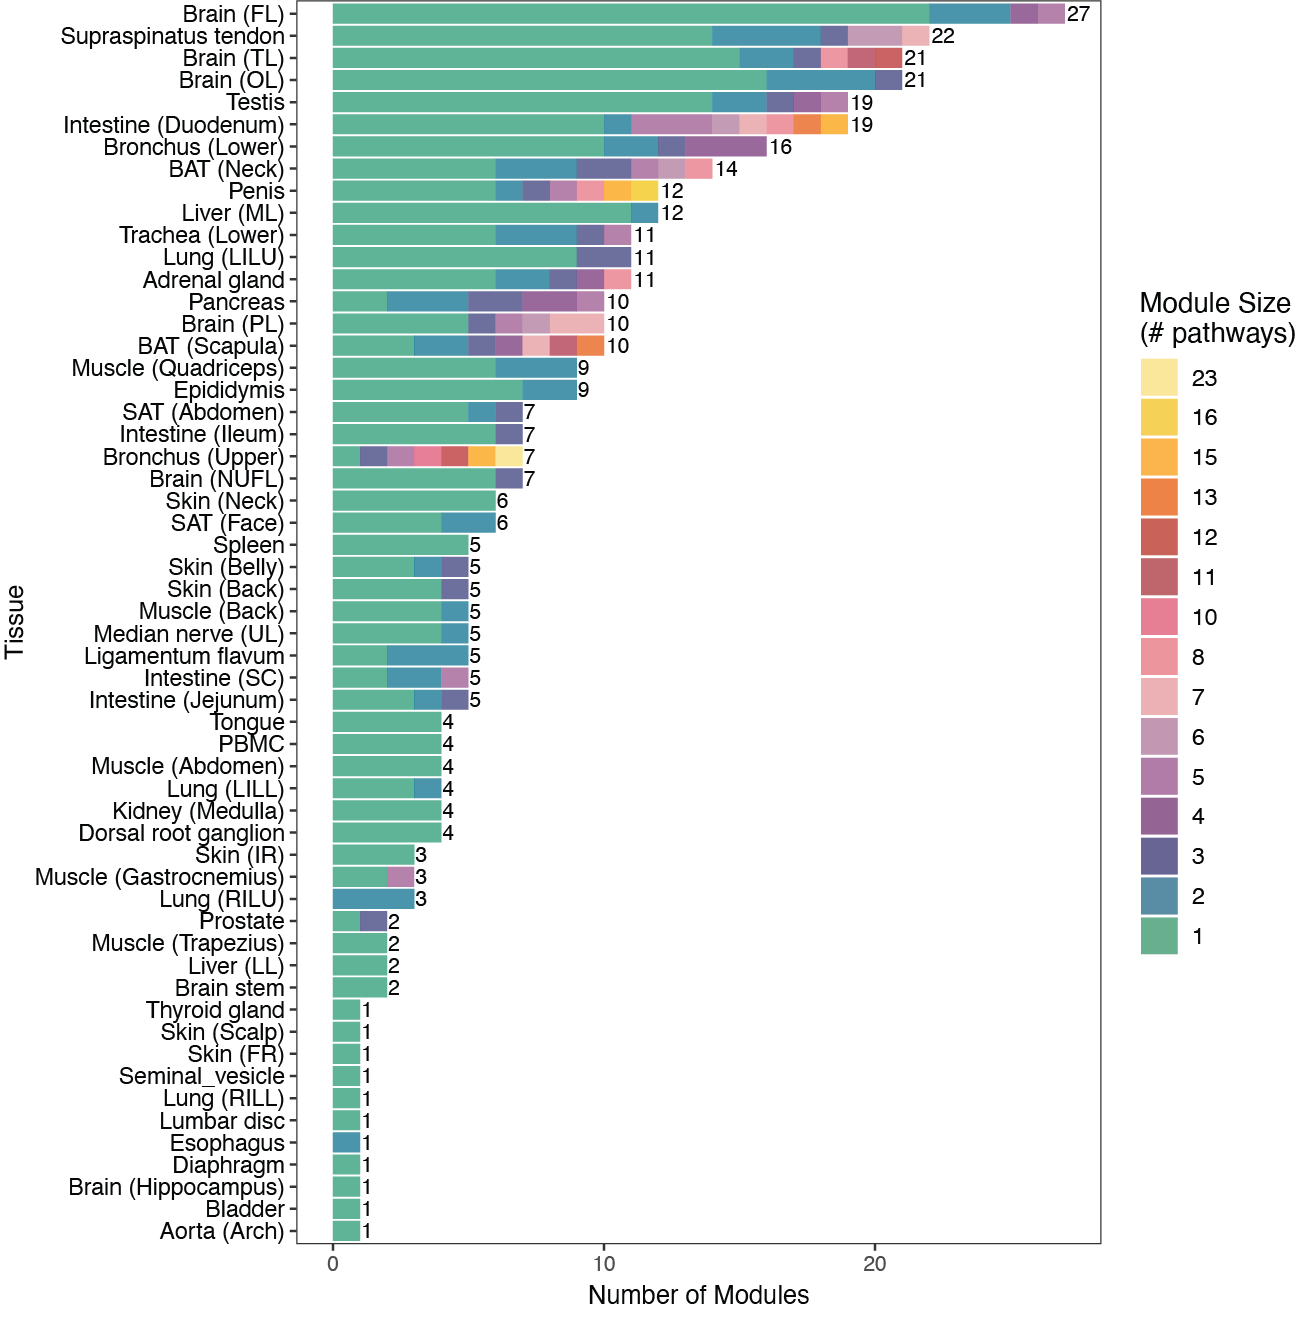 Brain (FL) 27
Supraspinatus tendon 22
Brain (TL) 21
Brain (OL) 21
Testis 19
Intestine (Duodenum) 19
Bronchus (Lower) 16
BAT (Neck) 14
Penis 12
Liver (ML) 12
Trachea (Lower) 11
Lung (LILU) 11
Adrenal gland 11
Pancreas 10
Brain (PL) 10
BAT (Scapula) 10
Muscle (Quadriceps) 9
Epididymis 9
SAT (Abdomen) 7
Intestine (Ileum) 7
Bronchus (Upper) 7
Brain (NUFL) 7
Skin (Neck) 6
SAT (Face) 6
Spleen 5
Skin (Belly) 5
Skin (Back) 5
Muscle (Back) 5
Median nerve (UL) 5
Ligamentum flavum 5
Intestine (SC) 5
Intestine (Jejunum) 5
Tongue 4
PBMC 4
Muscle (Abdomen) 4
Lung (LILL) 4
Kidney (Medulla) 4
Dorsal root ganglion 4
Skin (IR) 3
Muscle (Gastrocnemius) 3
Lung (RILU) 3
Prostate 2
Muscle (Trapezius) 2
Liver (LL) 2
Brain stem 2
Thyroid gland 1
Skin (Scalp) 1
Skin (FR) 1
Seminal_vesicle 1
Lung (RILL) 1
Lumbar disc 1
Esophagus 1
Diaphragm 1
Brain (Hippocampus) 1
Bladder 1
Aorta (Arch) 1
0 10 20
Number of Modules
Tissue
Module Size
(# pathways)
23
16
15
13
12
11
10
8
7
6
5
4
3
2
1